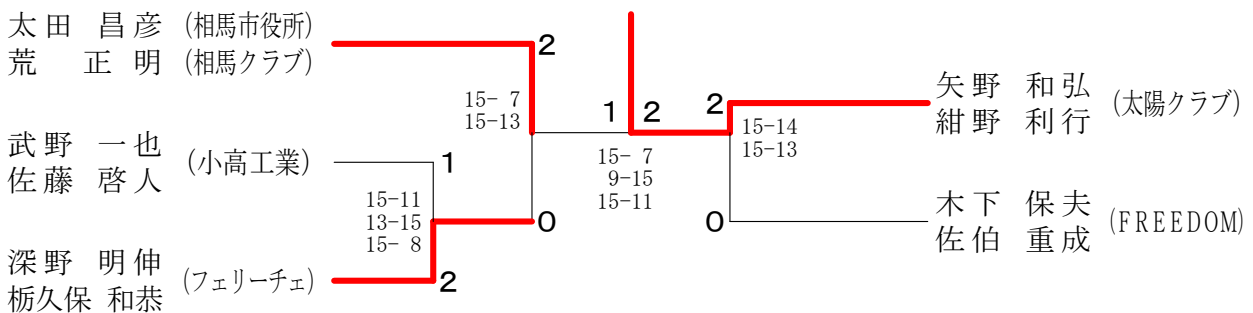 太田 昌彦 (相馬市役所)
荒 正明 (相馬クラブ)
武野 一也
佐藤 啓人
(小高工業)
深野 明伸
栃久保 和恭
(フェリーチェ)
15-11
13-15
15- 8
1
2
15- 7
15-13
2
0
1 2
15- 7
9-15
15-11
2
0
15-14
15-13
矢野 和弘
紺野 利行
(太陽クラブ)
木下 保夫
佐伯 重成
(FREEDOM)